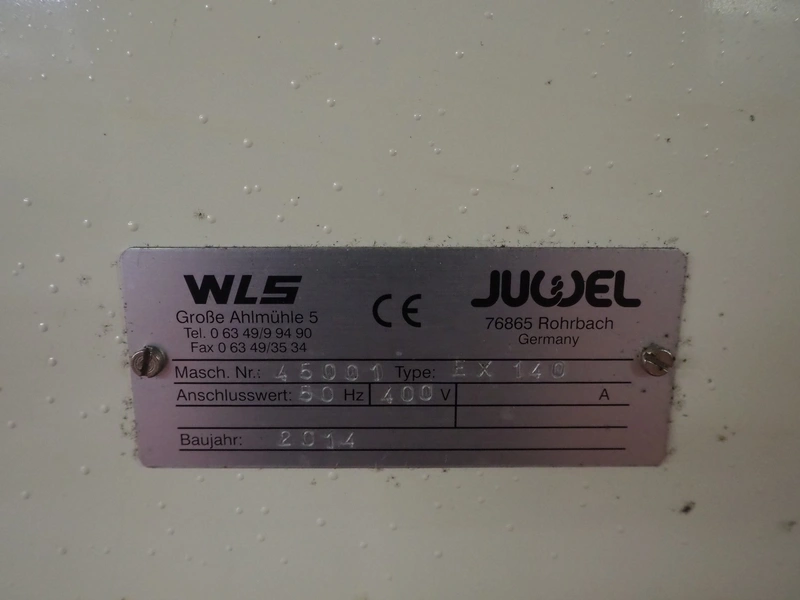 WLS
Große Ahlmühle 5
Tel. 0 63 49/9 94 90
Fax 0 63 49/35 34
CE
JUWEL
76865 Rohrbach
Germany
Masch. Nr.: 45001 Type: EX 140
Anschlusswert: 50 Hz 400 V A
Baujahr: 2014